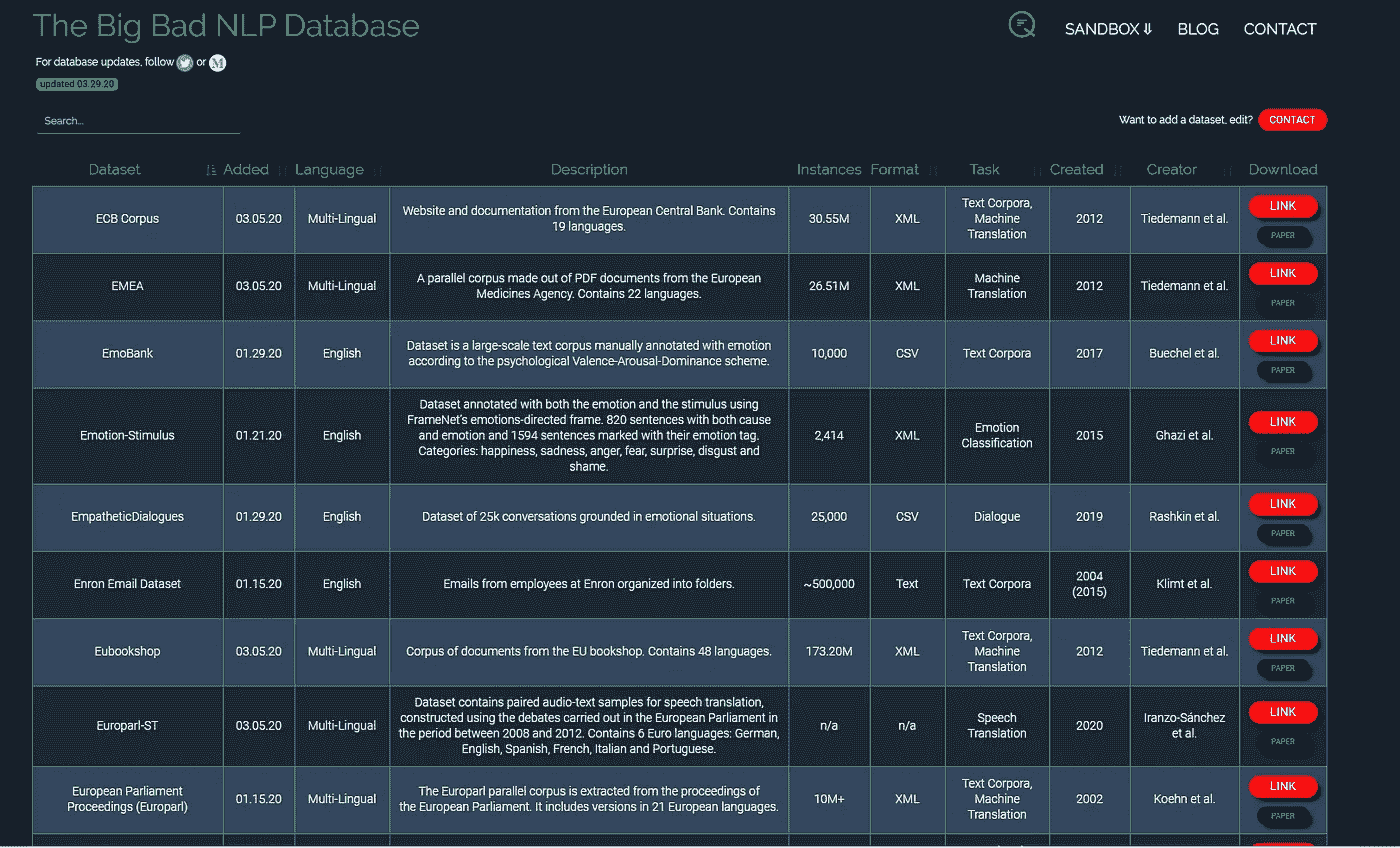 The Big Bad NLP Database
SANDBOX ⇓ BLOG CONTACT
For database updates, follow or
updated 03.29.20
Search...
Want to add a dataset, edit? CONTACT
Dataset Added Language Description Instances Format Task Created Creator Download
ECB Corpus 03.05.20 Multi-Lingual Website and documentation from the European Central Bank. Contains
19 languages. 30.55M XML Text Corpora,
Machine
Translation 2012 Tiedemann et al. LINK
PAPER
EMEA 03.05.20 Multi-Lingual A parallel corpus made out of PDF documents from the European
Medicines Agency. Contains 22 languages. 26.51M XML Machine
Translation 2012 Tiedemann et al. LINK
PAPER
EmoBank 01.29.20 English Dataset is a large-scale text corpus manually annotated with emotion
according to the psychological Valence-Arousal-Dominance scheme. 10,000 CSV Text Corpora 2017 Buechel et al. LINK
PAPER
Emotion-Stimulus 01.21.20 English Dataset annotated with both the emotion and the stimulus using
FrameNet's emotions-directed frame. 820 sentences with both cause
and emotion and 1594 sentences marked with their emotion tag.
Categories: happiness, sadness, anger, fear, surprise, disgust and
shame. 2,414 XML Emotion
Classification 2015 Ghazi et al. LINK
PAPER
EmpatheticDialogues 01.29.20 English Dataset of 25k conversations grounded in emotional situations. 25,000 CSV Dialogue 2019 Rashkin et al. LINK
PAPER
Enron Email Dataset 01.15.20 English Emails from employees at Enron organized into folders. ~500,000 Text Text Corpora 2004
(2015) Klimt et al. LINK
PAPER
Eubookshop 03.05.20 Multi-Lingual Corpus of documents from the EU bookshop. Contains 48 languages. 173.20M XML Text Corpora,
Machine
Translation 2012 Tiedemann et al. LINK
PAPER
Europarl-ST 03.05.20 Multi-Lingual Dataset contains paired audio-text samples for speech translation,
constructed using the debates carried out in the European Parliament in
the period between 2008 and 2012. Contains 6 Euro languages: German,
English, Spanish, French, Italian and Portuguese. n/a n/a Speech
Translation 2020 Iranzo-Sánchez
et al. LINK
PAPER
European Parliament
Proceedings (Europarl) 01.15.20 Multi-Lingual The Europarl parallel corpus is extracted from the proceedings of
the European Parliament. It includes versions in 21 European languages. 10M+ XML Text Corpora,
Machine
Translation 2002 Koehn et al. LINK
PAPER